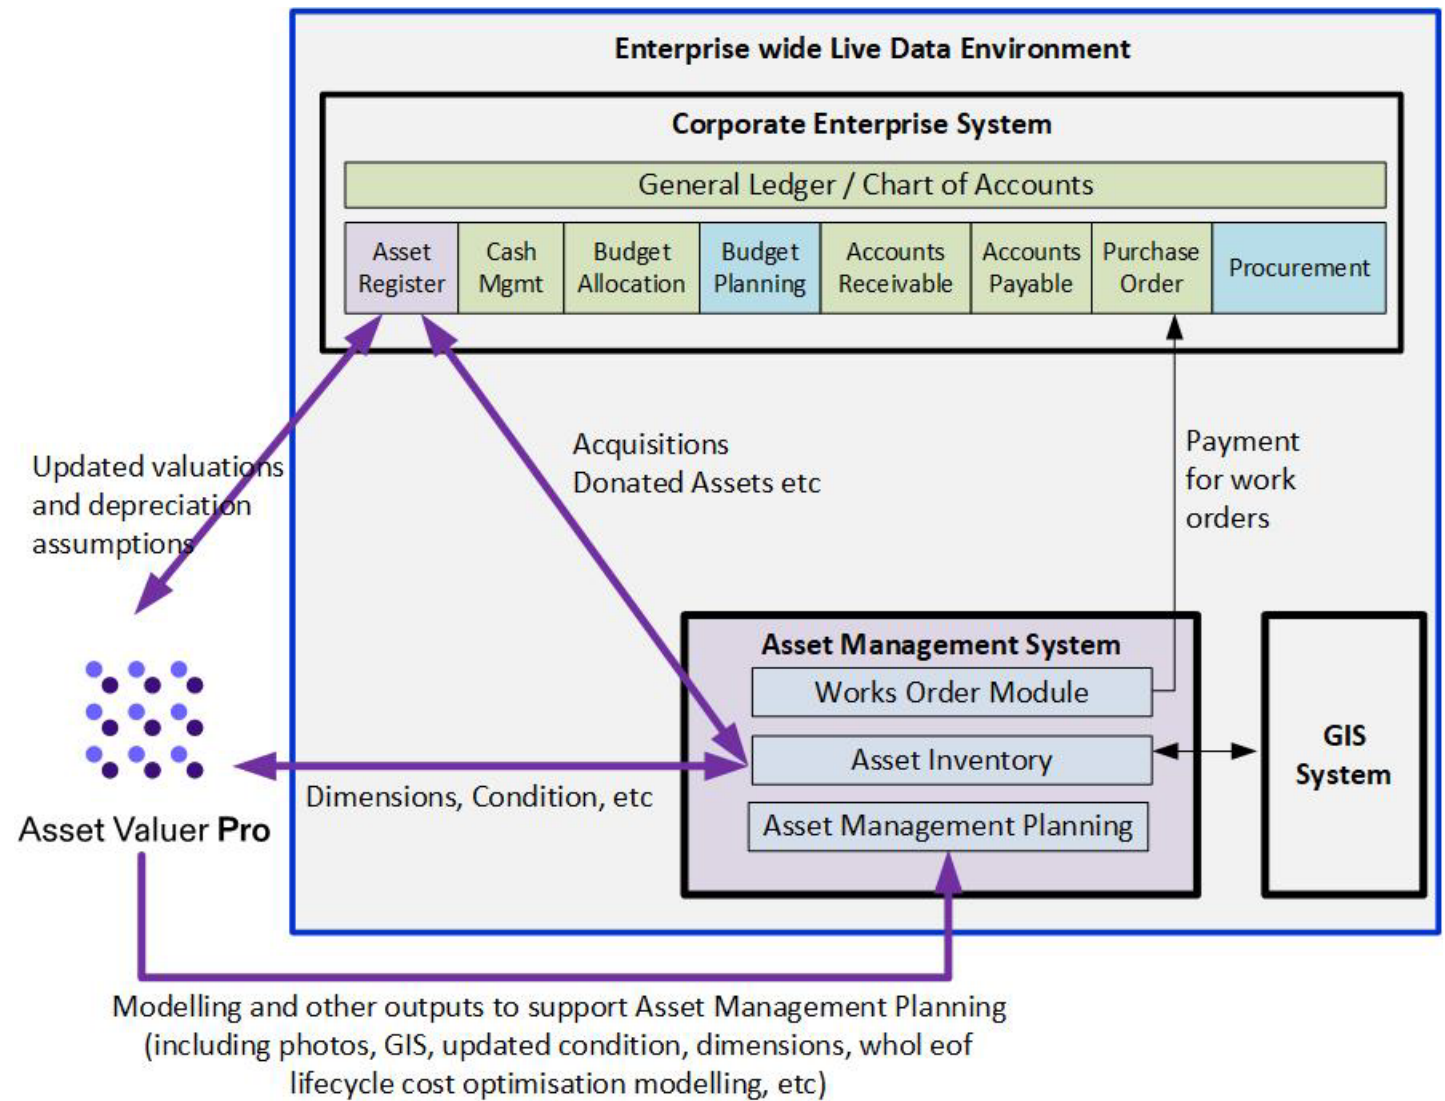 Enterprise wide Live Data Environment
Corporate Enterprise System
General Ledger / Chart of Accounts
Asset
Register
Cash
Mgmt
Budget
Allocation
Budget
Planning
Accounts
Receivable
Accounts
Payable
Purchase
Order
Procurement
Updated valuations
and depreciation
assumptions
Acquisitions
Donated Assets etc
Payment
for work
orders
Asset Management System
Works Order Module
Asset Inventory
Asset Management Planning
GIS
System
Dimensions, Condition, etc
Asset Valuer Pro
Modelling and other outputs to support Asset Management Planning
(including photos, GIS, updated condition, dimensions, whol eof
lifecycle cost optimisation modelling, etc)